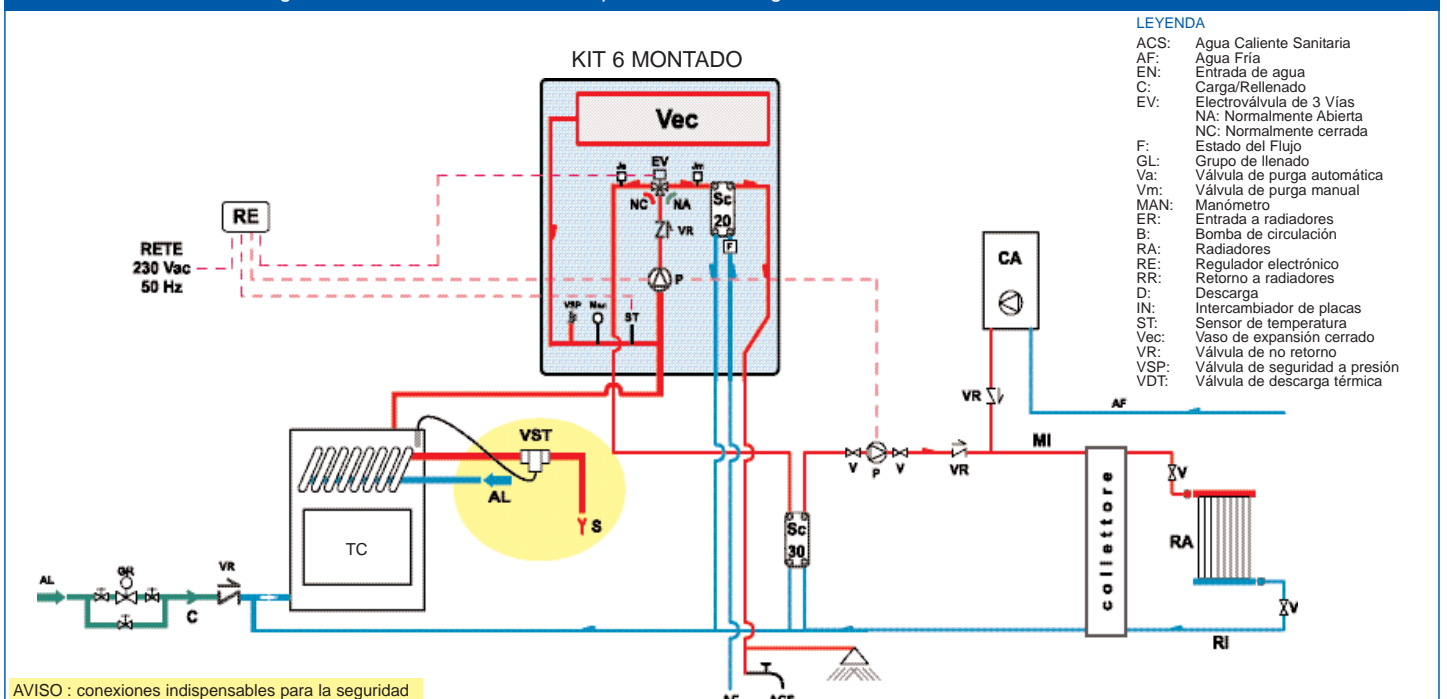 KIT 6 MONTADO
LEYENDA
ACS: Agua Caliente Sanitaria
AF: Agua Fría
EN: Entrada de agua
C: Carga/Rellenado
EV: Electroválvula de 3 Vías
NA: Normalmente Abierta
NC: Normalmente cerrada
F: Estado del Flujo
GL: Grupo de llenado
Va: Válvula de purga automática
Vm: Válvula de purga manual
MAN: Manómetro
ER: Entrada a radiadores
B: Bomba de circulación
RA: Radiadores
RE: Regulador electrónico
RR: Retorno a radiadores
D: Descarga
IN: Intercambiador de placas
ST: Sensor de temperatura
Vec: Vaso de expansión cerrado
VR: Válvula de no retorno
VSP: Válvula de seguridad a presión
VDT: Válvula de descarga térmica
Vec
EV
NC
NA
Sc
20
F
VR
P
VSP
Man
ST
RE
RETE
230 Vac
50 Hz
CA
VR
AF
MI
V
P
V
VR
Sc
30
collettore
V
RA
V
RI
VST
AL
S
TC
AL
GR
VR
C
AF
ACS
AVISO : conexiones indispensables para la seguridad